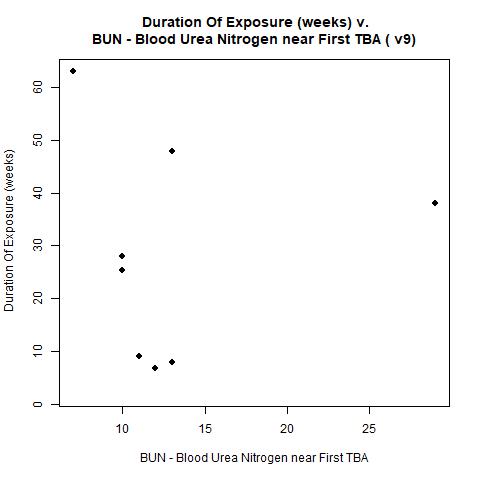 Duration Of Exposure (weeks) v.
BUN - Blood Urea Nitrogen near First TBA ( v9)
Duration Of Exposure (weeks)
60
50
40
30
20
10
0
10 15 20 25
BUN - Blood Urea Nitrogen near First TBA